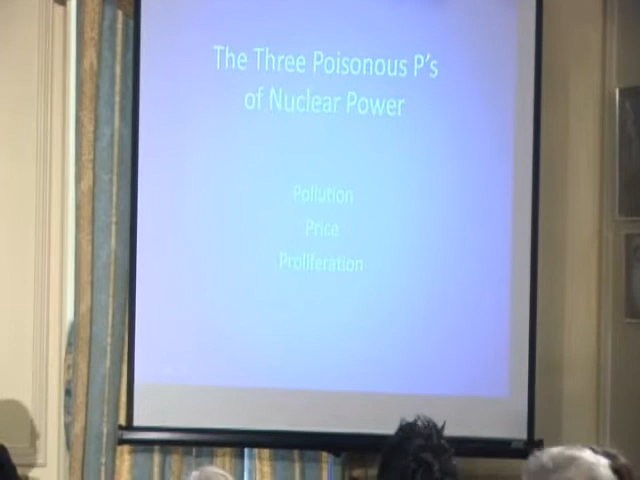 The Three Poisonous P's
of Nuclear Power
Pollution
Price
Proliferation